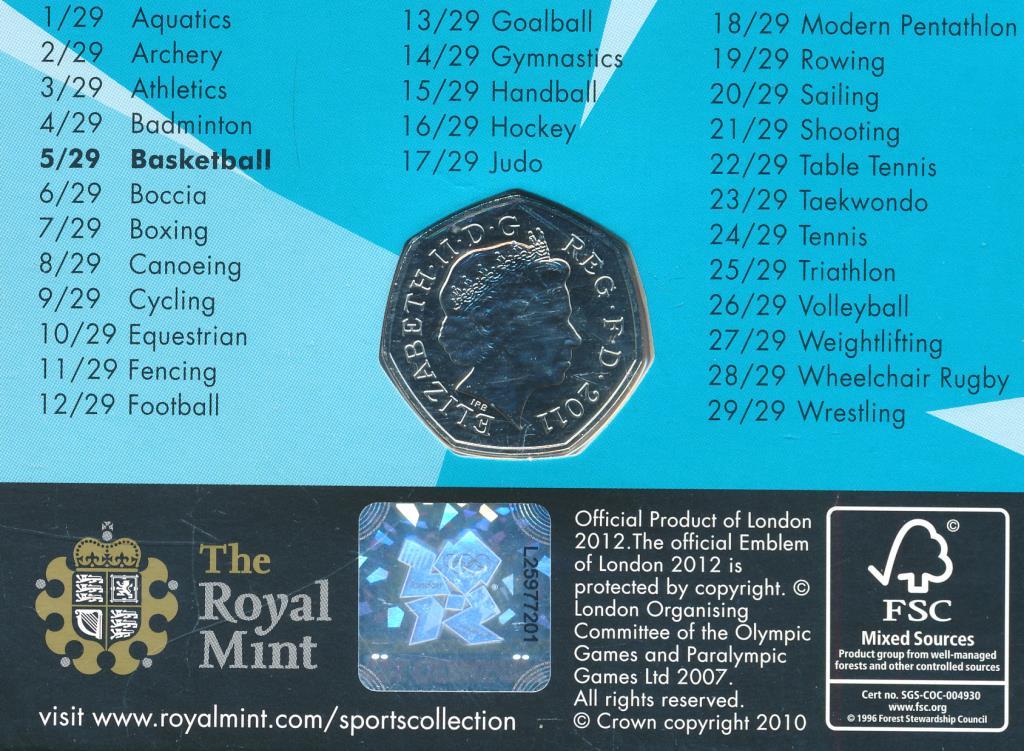 1/29 Aquatics
2/29 Archery
3/29 Athletics
4/29 Badminton
5/29 Basketball
6/29 Boccia
7/29 Boxing
8/29 Canoeing
9/29 Cycling
10/29 Equestrian
11/29 Fencing
12/29 Football
13/29 Goalball
14/29 Gymnastics
15/29 Handball
16/29 Hockey
17/29 Judo
18/29 Modern Pentathlon
19/29 Rowing
20/29 Sailing
21/29 Shooting
22/29 Table Tennis
23/29 Taekwondo
24/29 Tennis
25/29 Triathlon
26/29 Volleyball
27/29 Weightlifting
28/29 Wheelchair Rugby
29/29 Wrestling
ELIZABETH·II·D·G REG·F·D·2011
IRB
The
Royal
Mint
visit www.royalmint.com/sportscollection
London
L25977201
Official Product of London
2012.The official Emblem
of London 2012 is
protected by copyright. ©
London Organising
Committee of the Olympic
Games and Paralympic
Games Ltd 2007.
All rights reserved.
© Crown copyright 2010
©
FSC
Mixed Sources
Product group from well-managed
forests and other controlled sources
Cert no. SGS-COC-004930
www.fsc.org
© 1996 Forest Stewardship Council